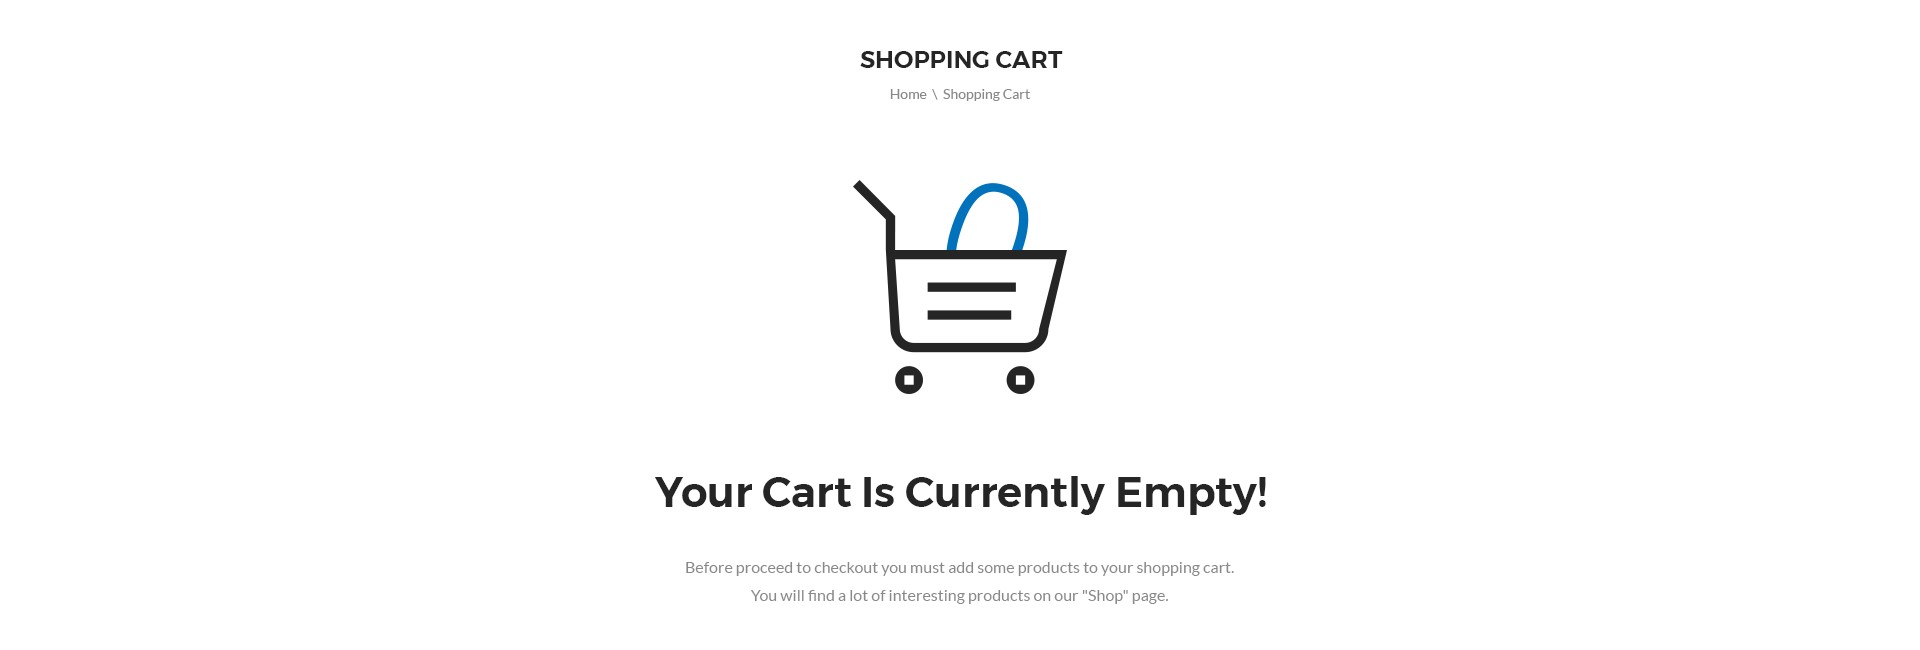 SHOPPING CART
Home \ Shopping Cart
Your Cart Is Currently Empty!
Before proceed to checkout you must add some products to your shopping cart.
You will find a lot of interesting products on our "Shop" page.